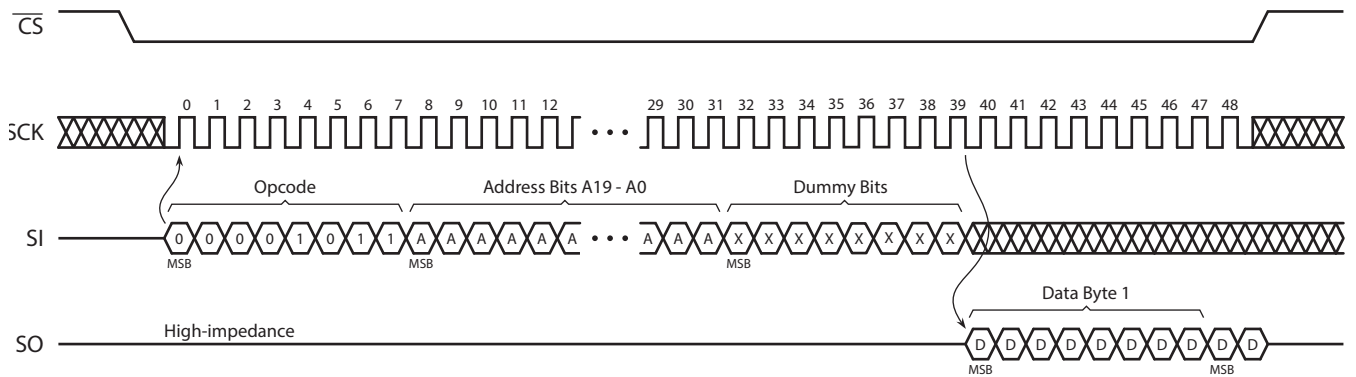 CS
0 1 2 3 4 5 6 7 8 9 10 11 12 29 30 31 32 33 34 35 36 37 38 39 40 41 42 43 44 45 46 47 48
SCK
Opcode Address Bits A19 - A0 Dummy Bits
SI 0 0 0 0 1 0 1 1 A A A A A A A A A X X X X X X X X
MSB MSB MSB
Data Byte 1
High-impedance
SO D D D D D D D D D D
MSB MSB